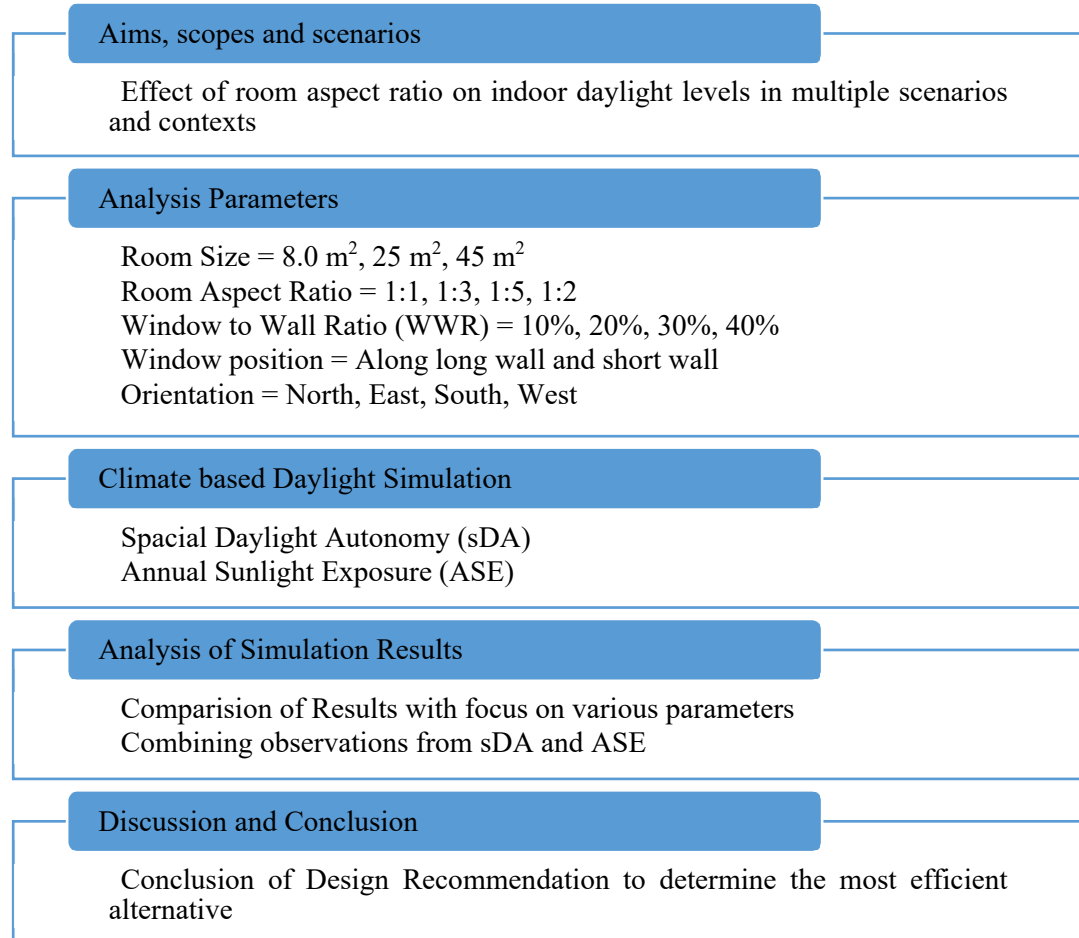 Aims, scopes and scenarios
Effect of room aspect ratio on indoor daylight levels in multiple scenarios
and contexts
Analysis Parameters
Room Size = 8.0 m², 25 m², 45 m²
Room Aspect Ratio = 1:1, 1:3, 1:5, 1:2
Window to Wall Ratio (WWR) = 10%, 20%, 30%, 40%
Window position = Along long wall and short wall
Orientation = North, East, South, West
Climate based Daylight Simulation
Spacial Daylight Autonomy (sDA)
Annual Sunlight Exposure (ASE)
Analysis of Simulation Results
Comparision of Results with focus on various parameters
Combining observations from sDA and ASE
Discussion and Conclusion
Conclusion of Design Recommendation to determine the most efficient
alternative